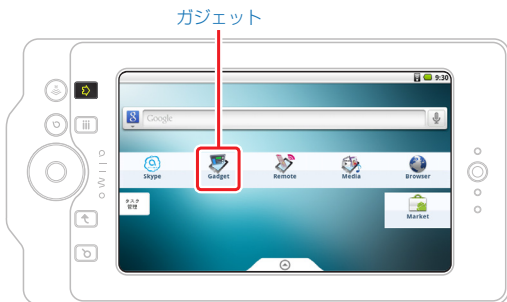 ガジェット
9:30
Google
Skype
Gadget
Remote
Media
Browser
タスク
管理
Market